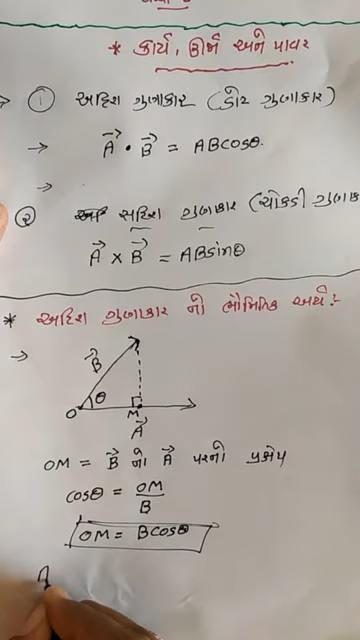 * કાર્ય, ઊર્જા અને પાવર
→ ① અદિશ ગુણાકાર (ડોટ ગુણાકાર)
→ A⃗ · B⃗ = ABcosθ.
→
② સદિશ ગુણાકાર (ચોકડી ગુણાકા
A⃗ × B⃗ = ABsinθ
* અદિશ ગુણાકાર નો ભૌમિતિક અર્થ :-
→
B⃗
θ
O M
A⃗
OM = B⃗ નો A⃗ પરનો પ્રક્ષેપ
cosθ = OM/B
OM = Bcosθ